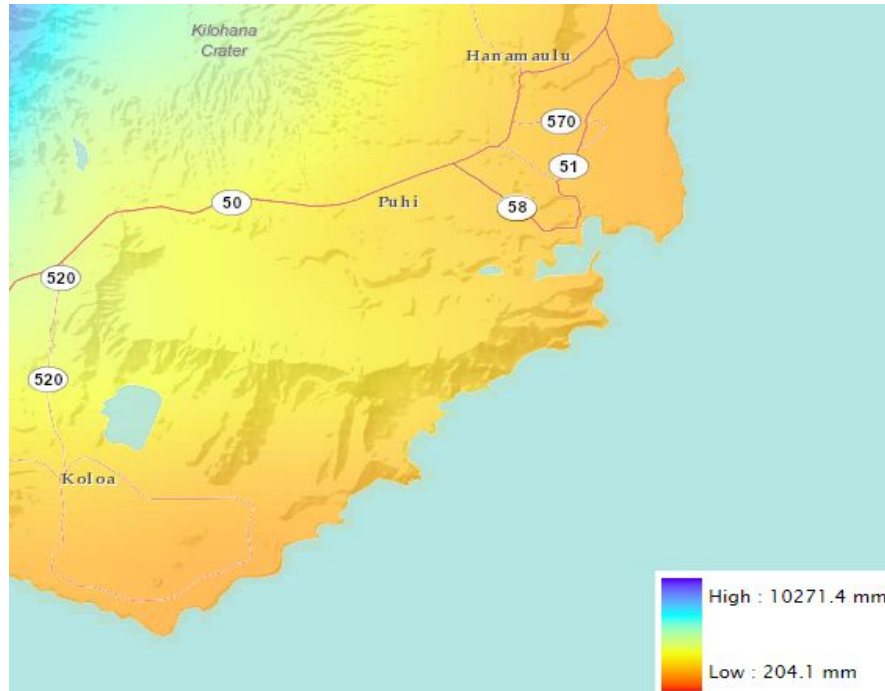 Kilohana
Crater
Hanamaulu
570
51
50
Puhi
58
520
520
Koloa
High : 10271.4 mm
Low : 204.1 mm